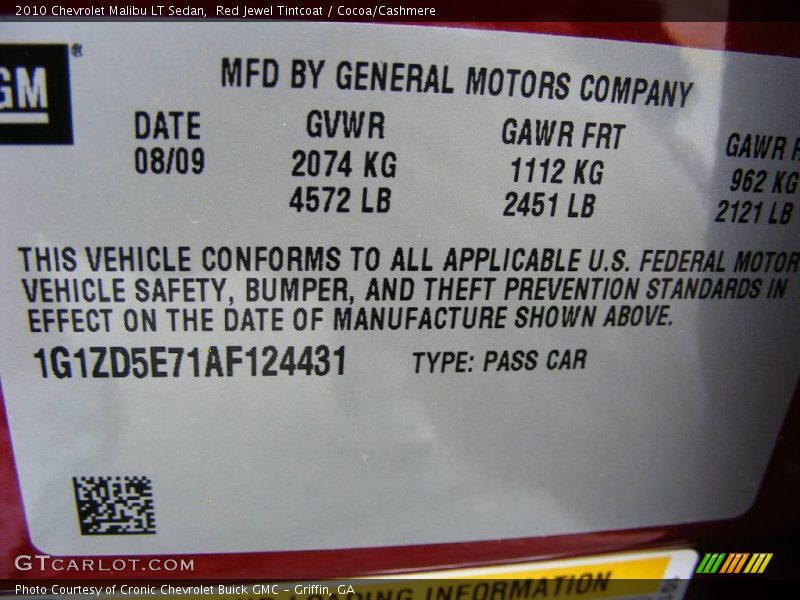 2010 Chevrolet Malibu LT Sedan, Red Jewel Tintcoat / Cocoa/Cashmere
GM®
MFD BY GENERAL MOTORS COMPANY
DATE GVWR GAWR FRT GAWR
08/09 2074 KG 1112 KG 962 KG
4572 LB 2451 LB 2121 LB
THIS VEHICLE CONFORMS TO ALL APPLICABLE U.S. FEDERAL MOTOR
VEHICLE SAFETY, BUMPER, AND THEFT PREVENTION STANDARDS IN
EFFECT ON THE DATE OF MANUFACTURE SHOWN ABOVE.
1G1ZD5E71AF124431 TYPE: PASS CAR
GTCARLOT.COM
Photo Courtesy of Cronic Chevrolet Buick GMC - Griffin, GA
LOADING INFORMATION